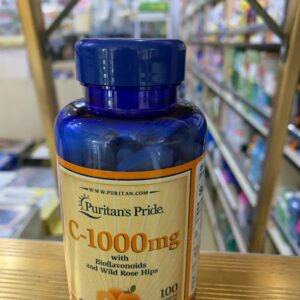 WWW.PURITAN.COM
Puritan's Pride
C-1000mg
with
Bioflavonoids
and Wild Rose Hips
100